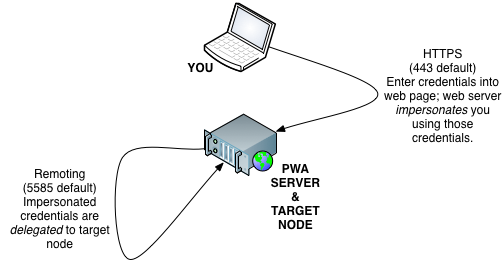 YOU
HTTPS
(443 default)
Enter credentials into
web page; web server
impersonates you
using those
credentials.
PWA
SERVER
&
TARGET
NODE
Remoting
(5585 default)
Impersonated
credentials are
delegated to target
node